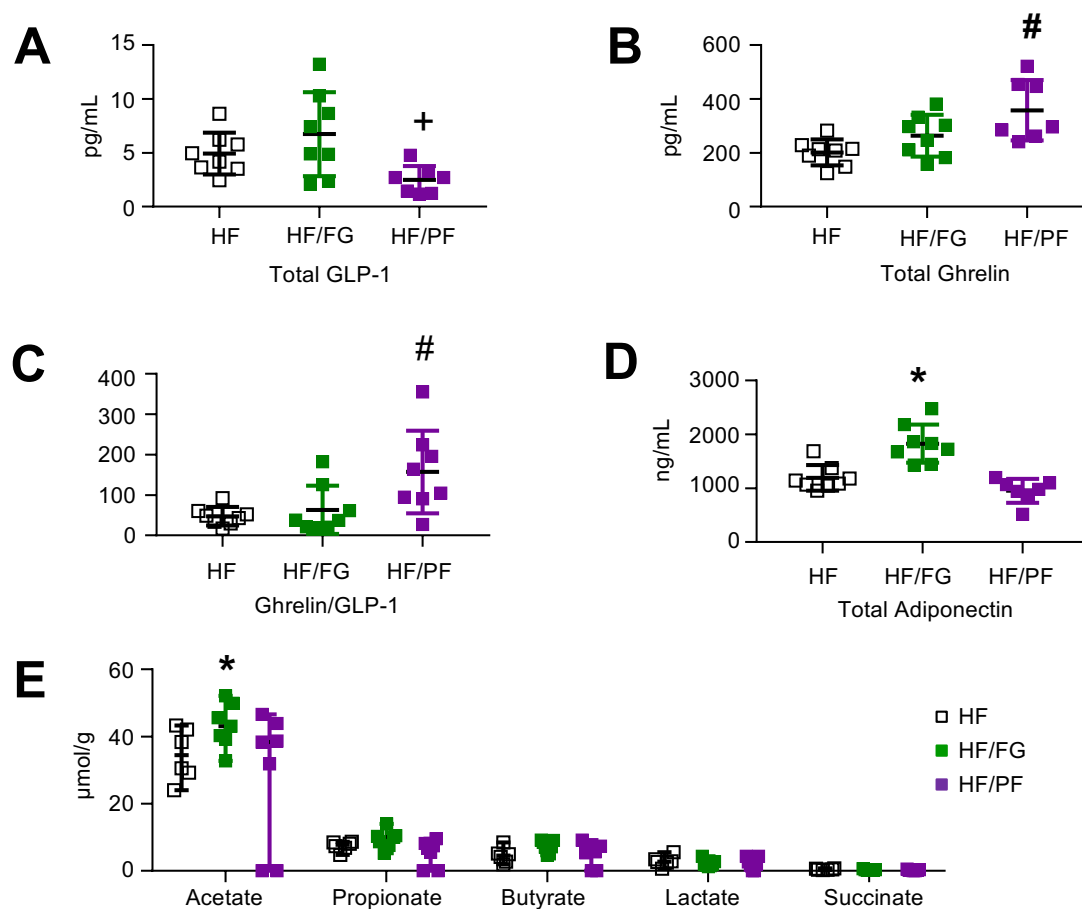 A
15
10
5
0
pg/mL
+
HF
HF/FG
HF/PF
Total GLP-1
B
600
400
200
0
pg/mL
#
HF
HF/FG
HF/PF
Total Ghrelin
C
400
300
200
100
0
#
HF
HF/FG
HF/PF
Ghrelin/GLP-1
D
3000
2000
1000
0
ng/mL
*
HF
HF/FG
HF/PF
Total Adiponectin
E
60
40
20
0
µmol/g
*
Acetate
Propionate
Butyrate
Lactate
Succinate
HF
HF/FG
HF/PF